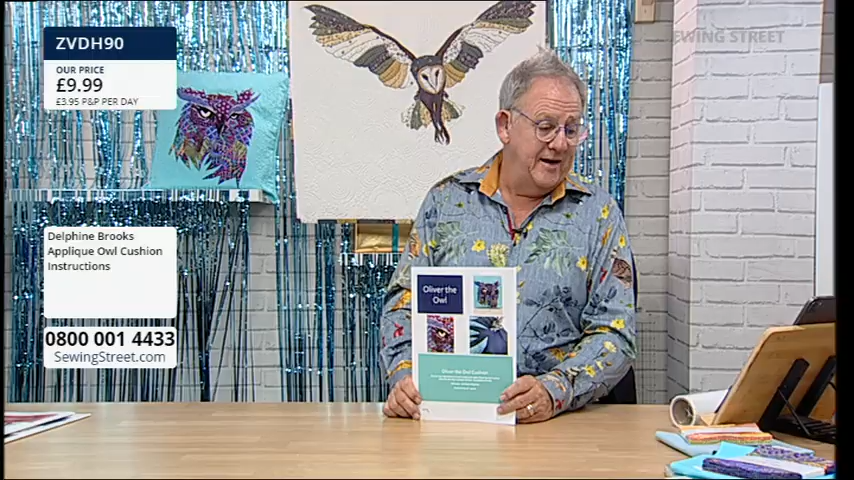 ZVDH90
OUR PRICE
£9.99
£3.95 P&P PER DAY
Delphine Brooks
Applique Owl Cushion
Instructions
0800 001 4433
SewingStreet.com
SEWING STREET
Oliver the
Owl
Oliver the Owl Cushion